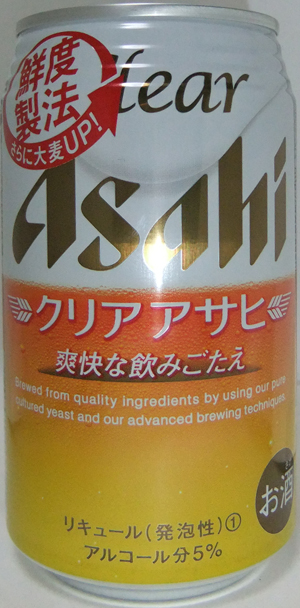 鮮度
製法
さらに大麦UP!
Clear
Asahi
クリア アサヒ
爽快な飲みごたえ
Brewed from quality ingredients by using our pure
cultured yeast and our advanced brewing techniques.
お酒
リキュール(発泡性)①
アルコール分5%